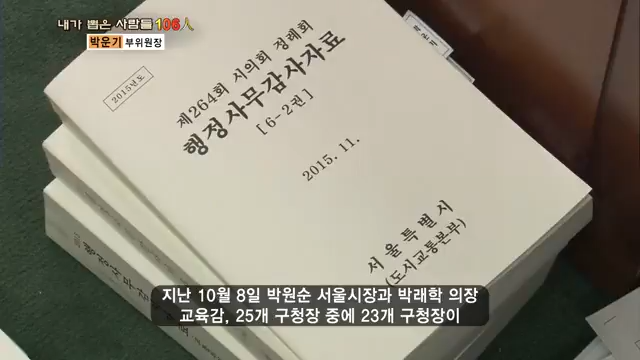 내가 뽑은 사람들 106人
박운기 부위원장
2015년도
제264회 시의회 정례회
행정사무감사자료
[6-2권]
2015. 11.
서울특별시
(도시교통본부)
지난 10월 8일 박원순 서울시장과 박래학 의장
교육감, 25개 구청장 중에 23개 구청장이